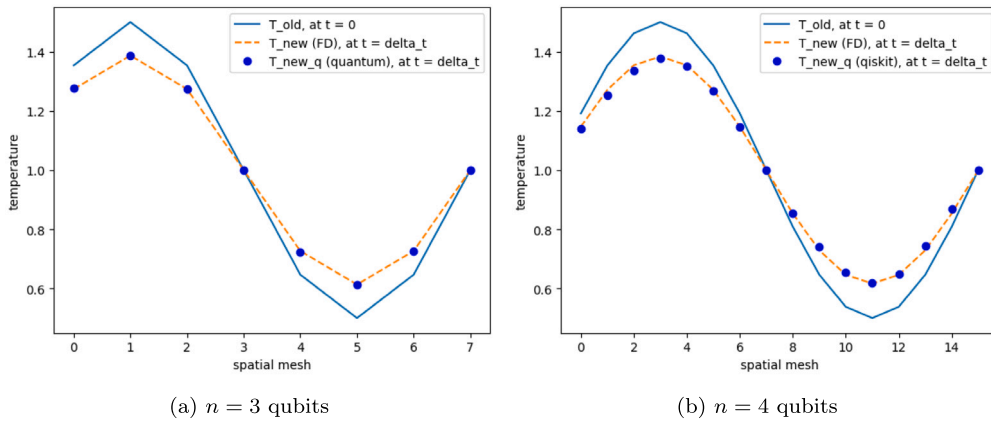 T_old, at t = 0
T_new (FD), at t = delta_t
T_new_q (quantum), at t = delta_t
1.4
1.2
1.0
0.8
0.6
temperature
0 1 2 3 4 5 6 7
spatial mesh
(a) n = 3 qubits
T_old, at t = 0
T_new (FD), at t = delta_t
T_new_q (qiskit), at t = delta_t
1.4
1.2
1.0
0.8
0.6
temperature
0 2 4 6 8 10 12 14
spatial mesh
(b) n = 4 qubits